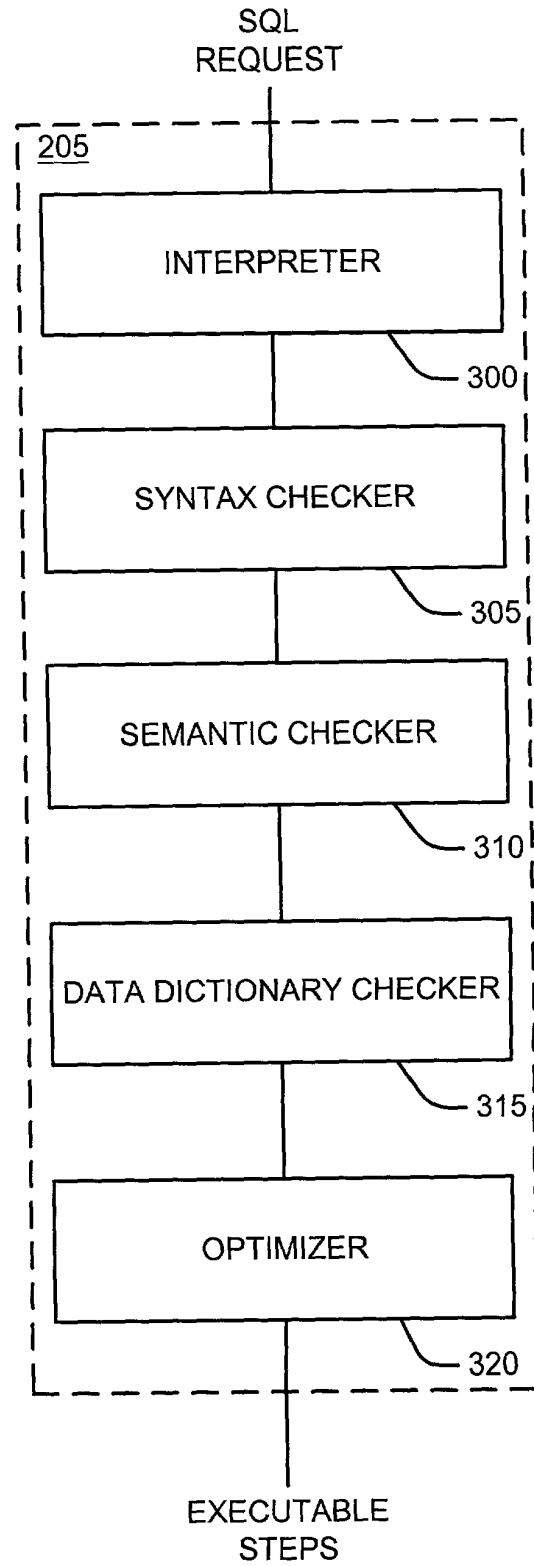 SQL
REQUEST
205
INTERPRETER
300
SYNTAX CHECKER
305
SEMANTIC CHECKER
310
DATA DICTIONARY CHECKER
315
OPTIMIZER
320
EXECUTABLE
STEPS